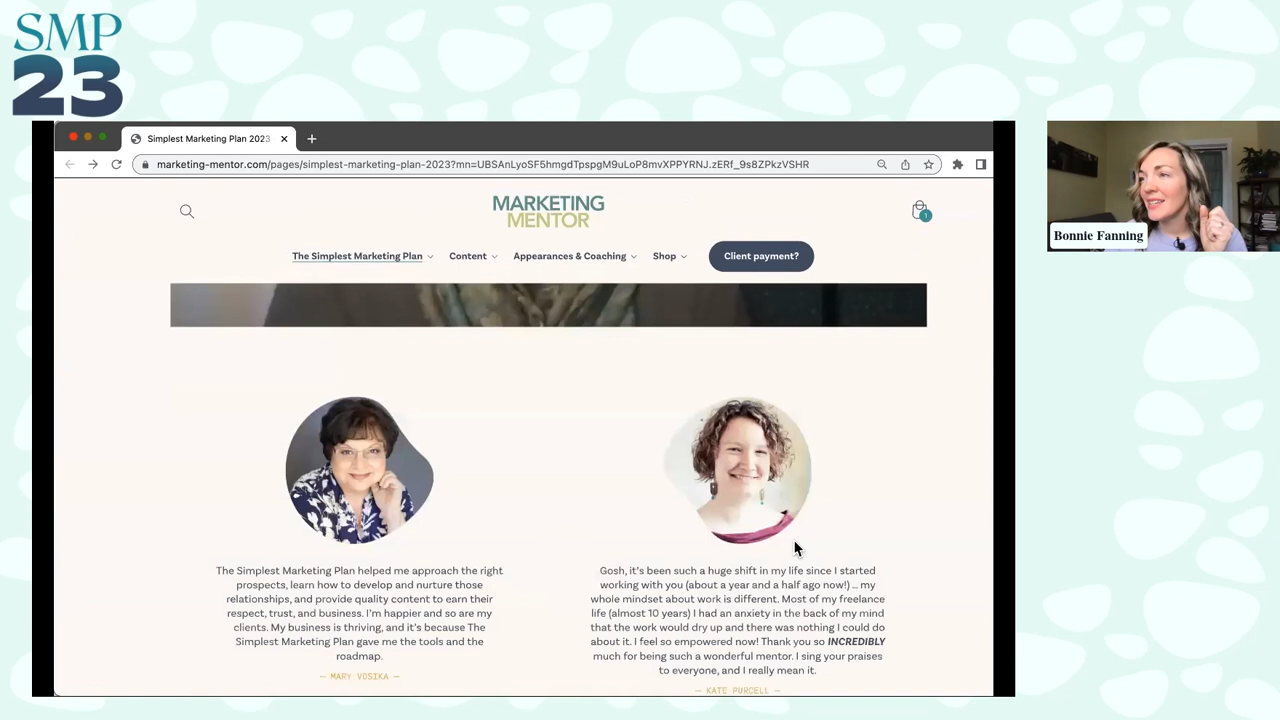 SMP
23
Simplest Marketing Plan 2023
marketing-mentor.com/pages/simplest-marketing-plan-2023?mn=UBSAnLyoSF5hmgdTpspgM9uLoP8mvXPPYRNJ.zERf_9s8ZPkzVSHR
MARKETING
MENTOR
1
The Simplest Marketing Plan
Content
Appearances & Coaching
Shop
Client payment?
Bonnie Fanning
The Simplest Marketing Plan helped me approach the right
prospects, learn how to develop and nurture those
relationships, and provide quality content to earn their
respect, trust, and business. I'm happier and so are my
clients. My business is thriving, and it's because The
Simplest Marketing Plan gave me the tools and the
roadmap.
— MARY VOSIKA —
Gosh, it's been such a huge shift in my life since I started
working with you (about a year and a half ago now!) … my
whole mindset about work is different. Most of my freelance
life (almost 10 years) I had an anxiety in the back of my mind
that the work would dry up and there was nothing I could do
about it. I feel so empowered now! Thank you so INCREDIBLY
much for being such a wonderful mentor. I sing your praises
to everyone, and I really mean it.
— KATE PURCELL —